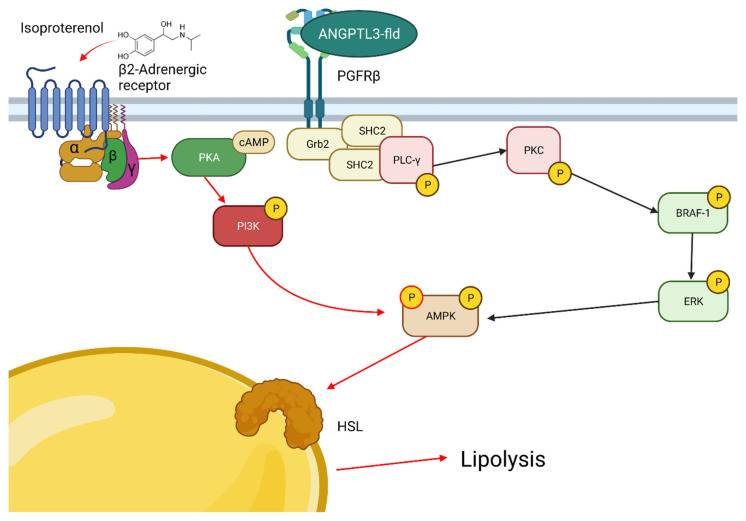 Isoproterenol
HO
HO
OH
H
N
β2-Adrenergic
receptor
ANGPTL3-fld
PGFRβ
α
β
γ
PKA
cAMP
Grb2
SHC2
SHC2
PLC-γ
P
PKC
P
BRAF-1
P
PI3K
P
ERK
P
AMPK
P
P
HSL
Lipolysis